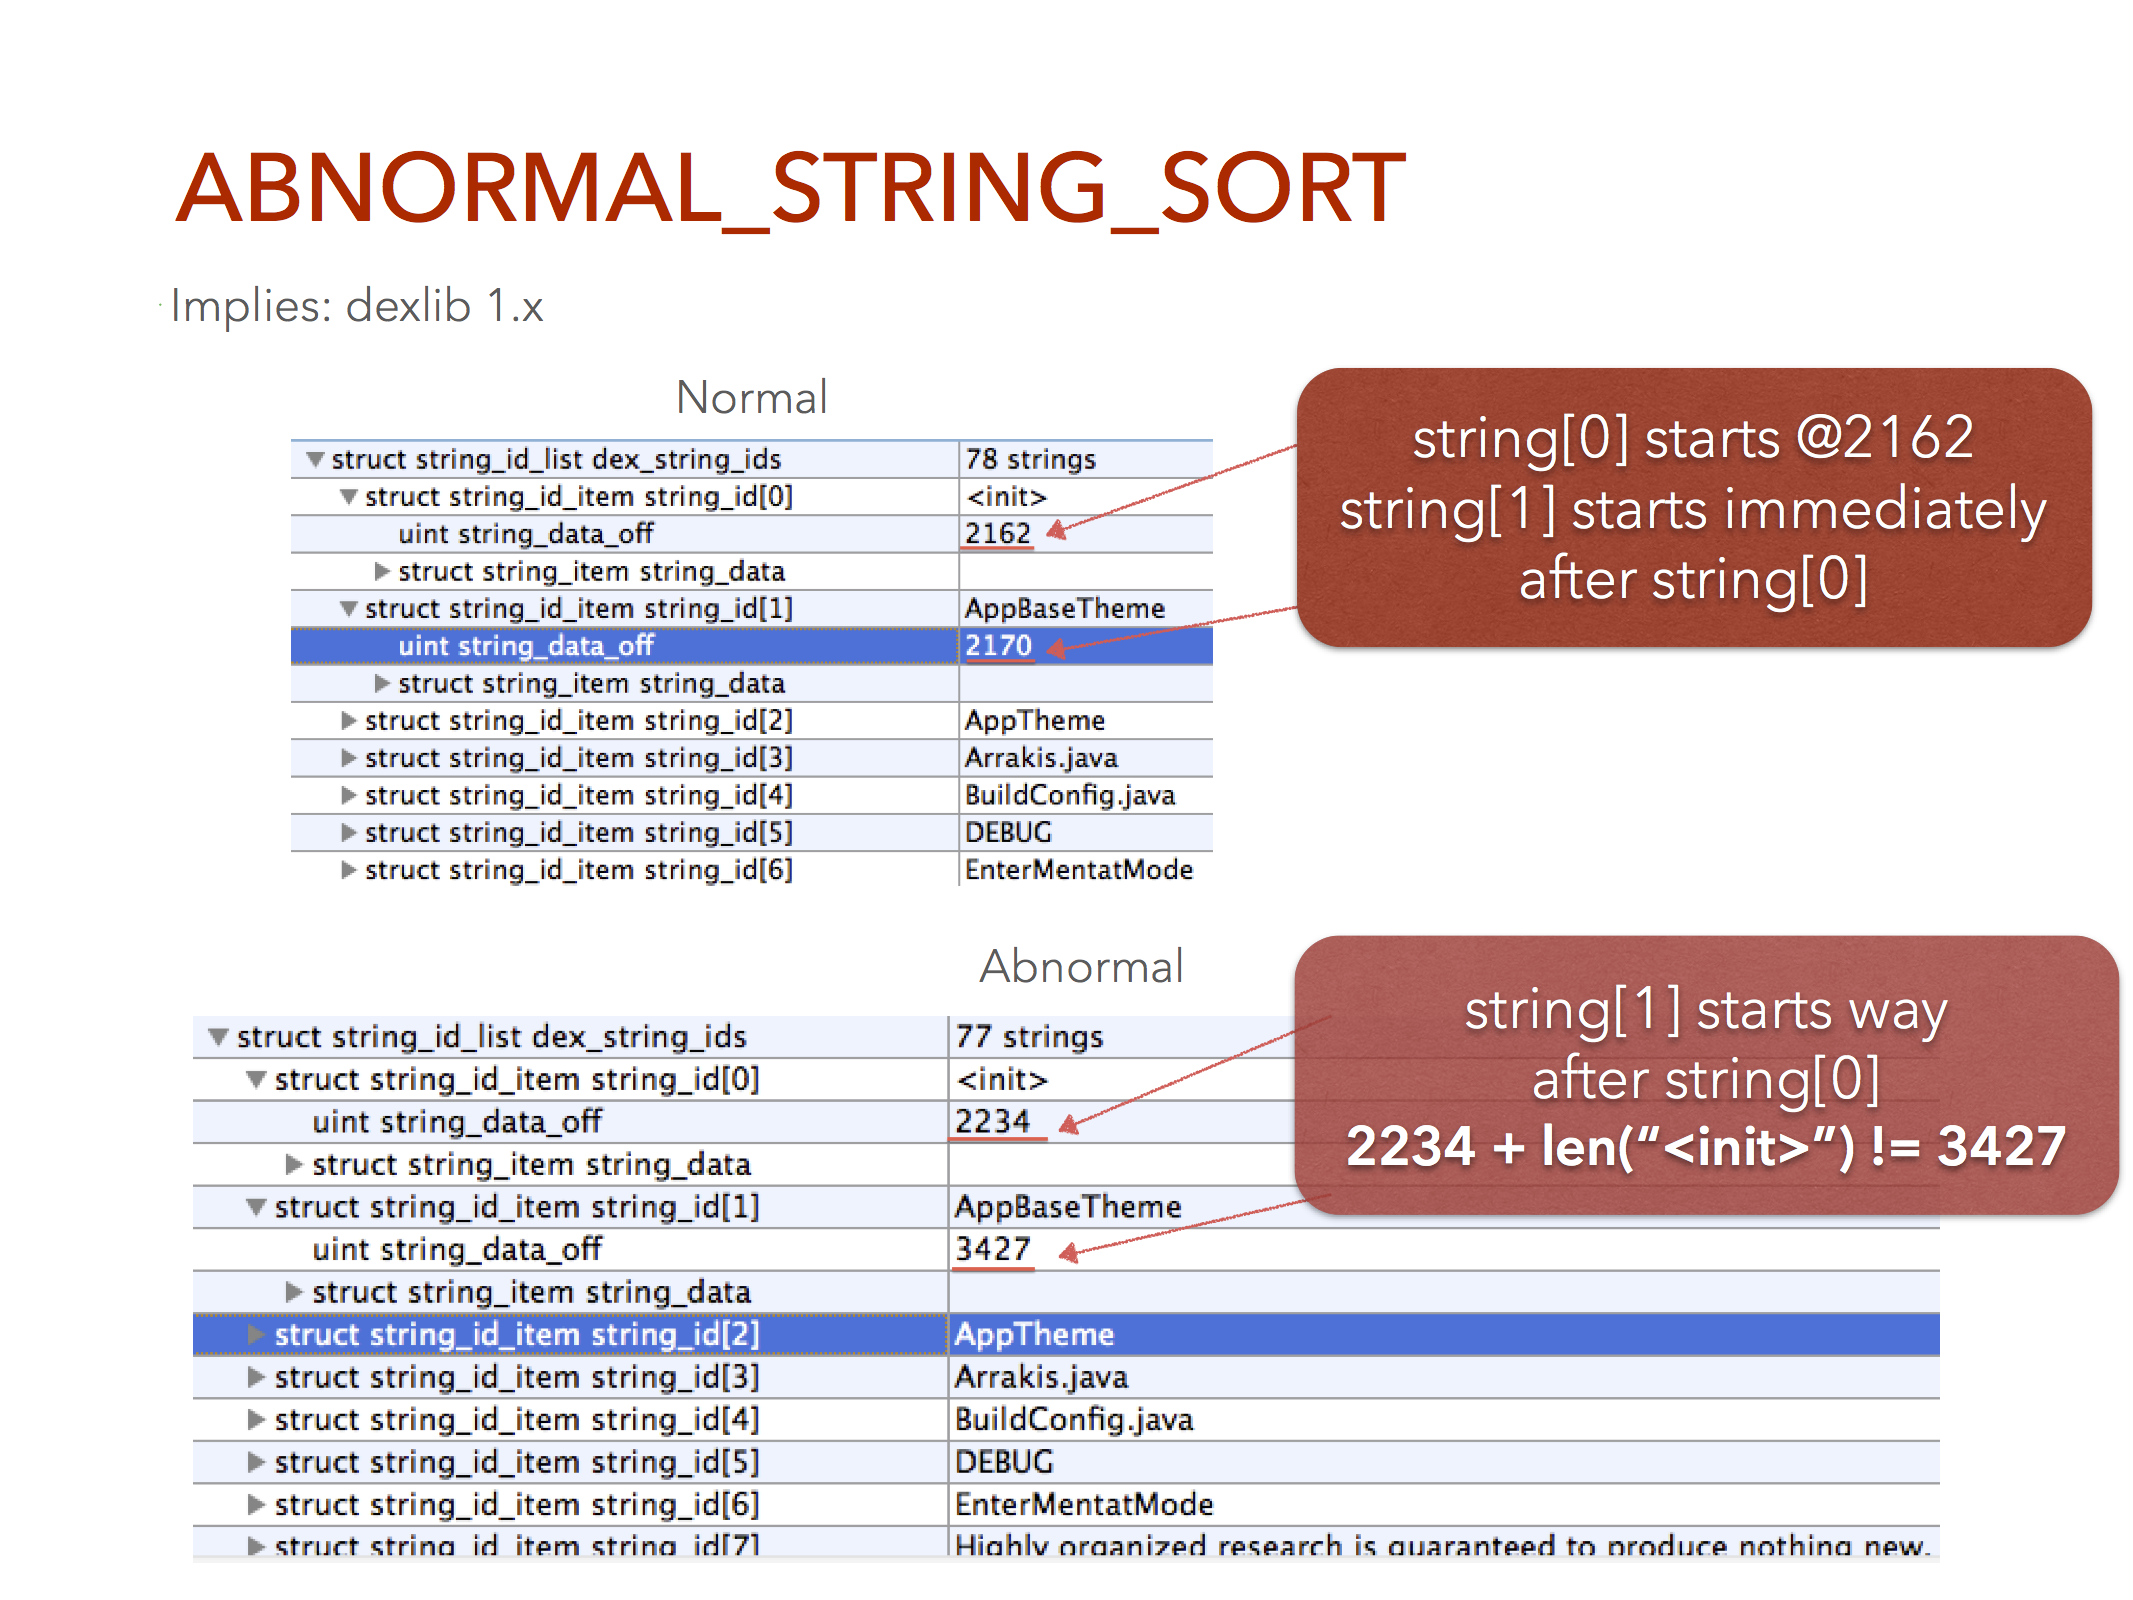 ABNORMAL_STRING_SORT
Implies: dexlib 1.x
Normal
struct string_id_list dex_string_ids 78 strings
struct string_id_item string_id[0] <init>
uint string_data_off 2162
struct string_item string_data
struct string_id_item string_id[1] AppBaseTheme
uint string_data_off 2170
struct string_item string_data
struct string_id_item string_id[2] AppTheme
struct string_id_item string_id[3] Arrakis.java
struct string_id_item string_id[4] BuildConfig.java
struct string_id_item string_id[5] DEBUG
struct string_id_item string_id[6] EnterMentatMode
string[0] starts @2162
string[1] starts immediately
after string[0]
Abnormal
struct string_id_list dex_string_ids 77 strings
struct string_id_item string_id[0] <init>
uint string_data_off 2234
struct string_item string_data
struct string_id_item string_id[1] AppBaseTheme
uint string_data_off 3427
struct string_item string_data
struct string_id_item string_id[2] AppTheme
struct string_id_item string_id[3] Arrakis.java
struct string_id_item string_id[4] BuildConfig.java
struct string_id_item string_id[5] DEBUG
struct string_id_item string_id[6] EnterMentatMode
struct string_id_item string_id[7] Highly organized research is guaranteed to produce nothing new.
string[1] starts way
after string[0]
2234 + len(“<init>”) != 3427